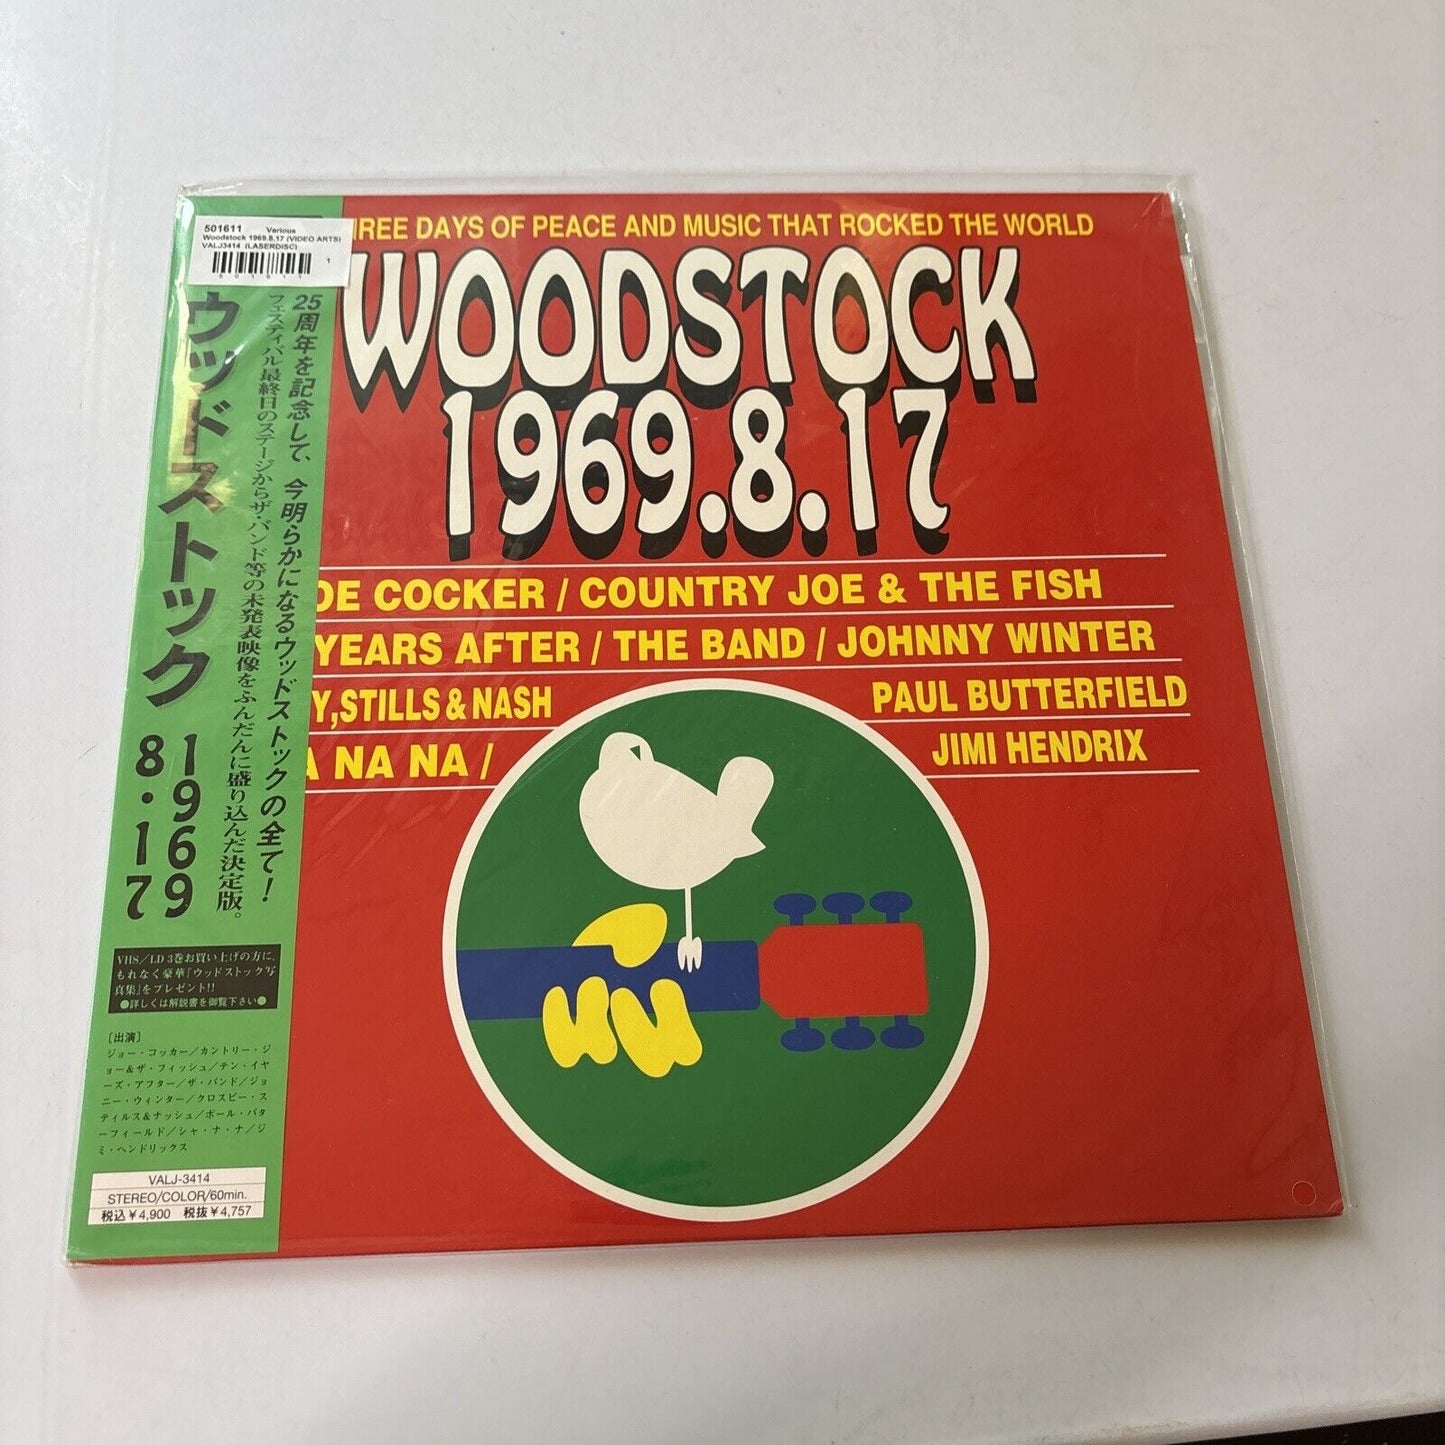 501611 Various
Woodstock 1969.8.17 (VIDEO ARTS)
VALJ3414 (LASERDISC)
1
501611
HREE DAYS OF PEACE AND MUSIC THAT ROCKED THE WORLD
WOODSTOCK
1969.8.17
OE COCKER / COUNTRY JOE & THE FISH
YEARS AFTER / THE BAND / JOHNNY WINTER
Y,STILLS & NASH
PAUL BUTTERFIELD
A NA NA /
JIMI HENDRIX
25周年を記念して、今明らかになるウッドストックの全て!
フェスティバル最終日のステージからザ・バンド等の未発表映像をふんだんに盛り込んだ決定版。
ウッドストック
1969
8・17
VHS/LD 3巻お買い上げの方に、
もれなく豪華「ウッドストック写
真集」をプレゼント!!
●詳しくは解説書を御覧下さい●
〔出演〕
ジョー・コッカー/カントリー・ジ
ョー&ザ・フィッシュ/テン・イヤ
ーズ・アフター/ザ・バンド/ジョ
ニー・ウィンター/クロスビー・ス
ティルス&ナッシュ/ポール・バタ
ーフィールド/シャ・ナ・ナ/ジ
ミ・ヘンドリックス
VALJ-3414
STEREO/COLOR/60min.
税込¥4,900 税抜¥4,757